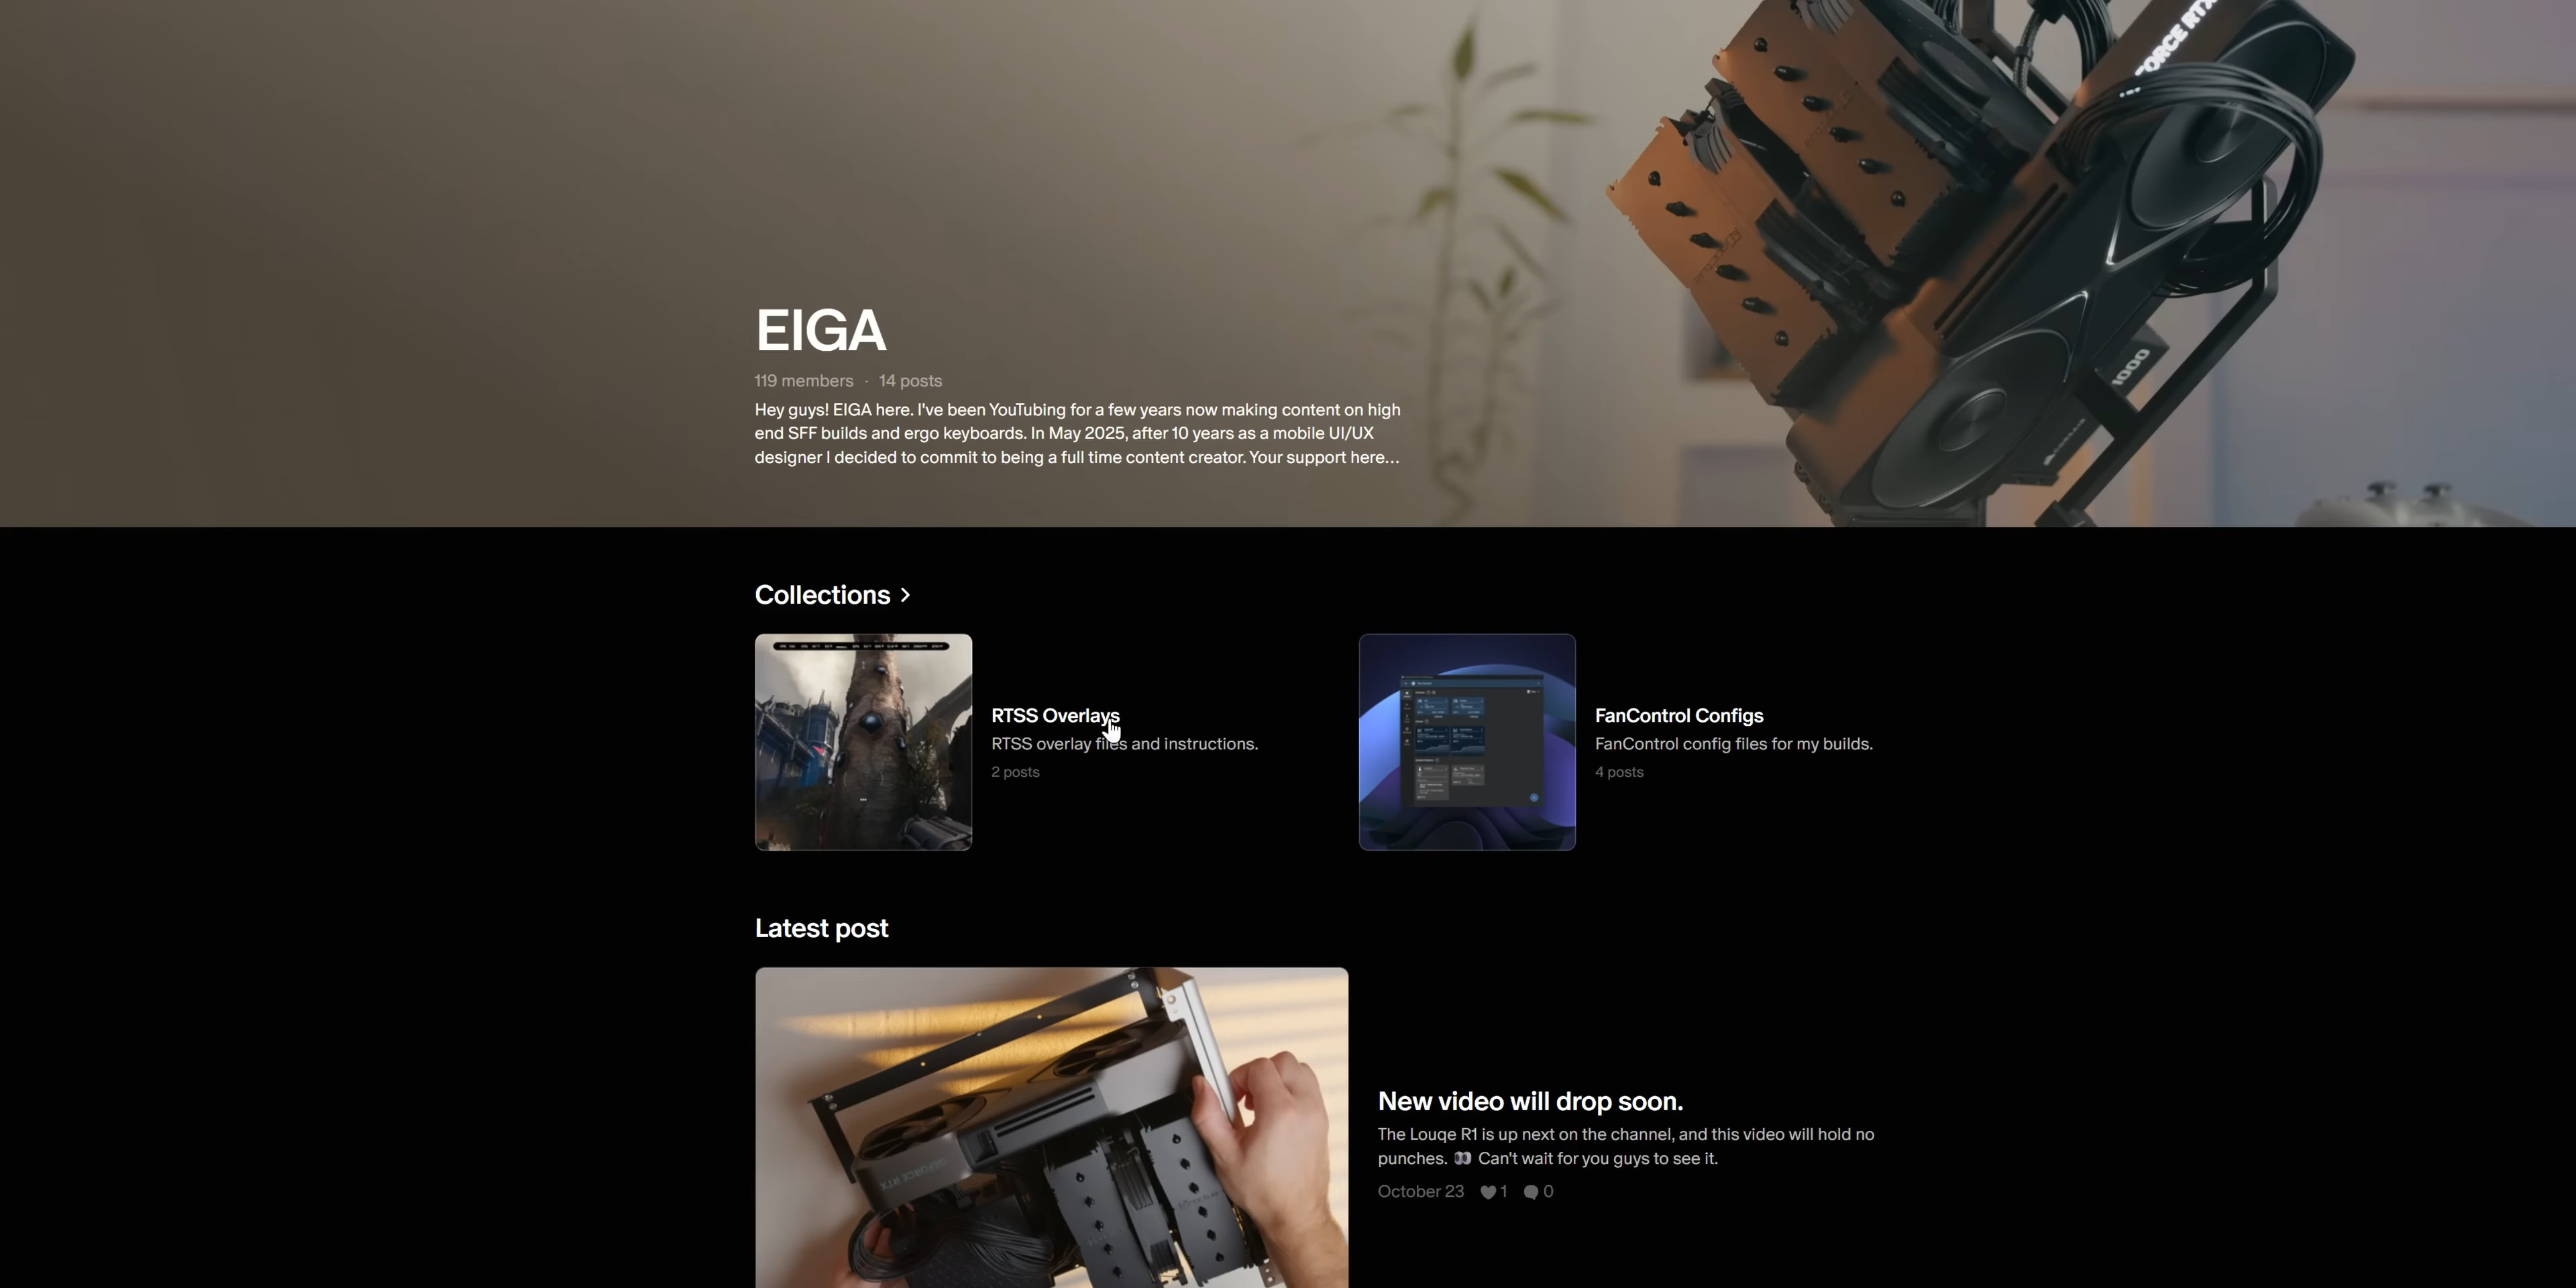 FORCE RTX
1000
EIGA
119 members · 14 posts
Hey guys! EIGA here. I've been YouTubing for a few years now making content on high
end SFF builds and ergo keyboards. In May 2025, after 10 years as a mobile UI/UX
designer I decided to commit to being a full time content creator. Your support here...
Collections >
RTSS Overlays
RTSS overlay files and instructions.
2 posts
FanControl Configs
FanControl config files for my builds.
4 posts
Latest post
GEFORCE RTX
New video will drop soon.
The Louqe R1 is up next on the channel, and this video will hold no
punches. 👀 Can't wait for you guys to see it.
October 23 1 0